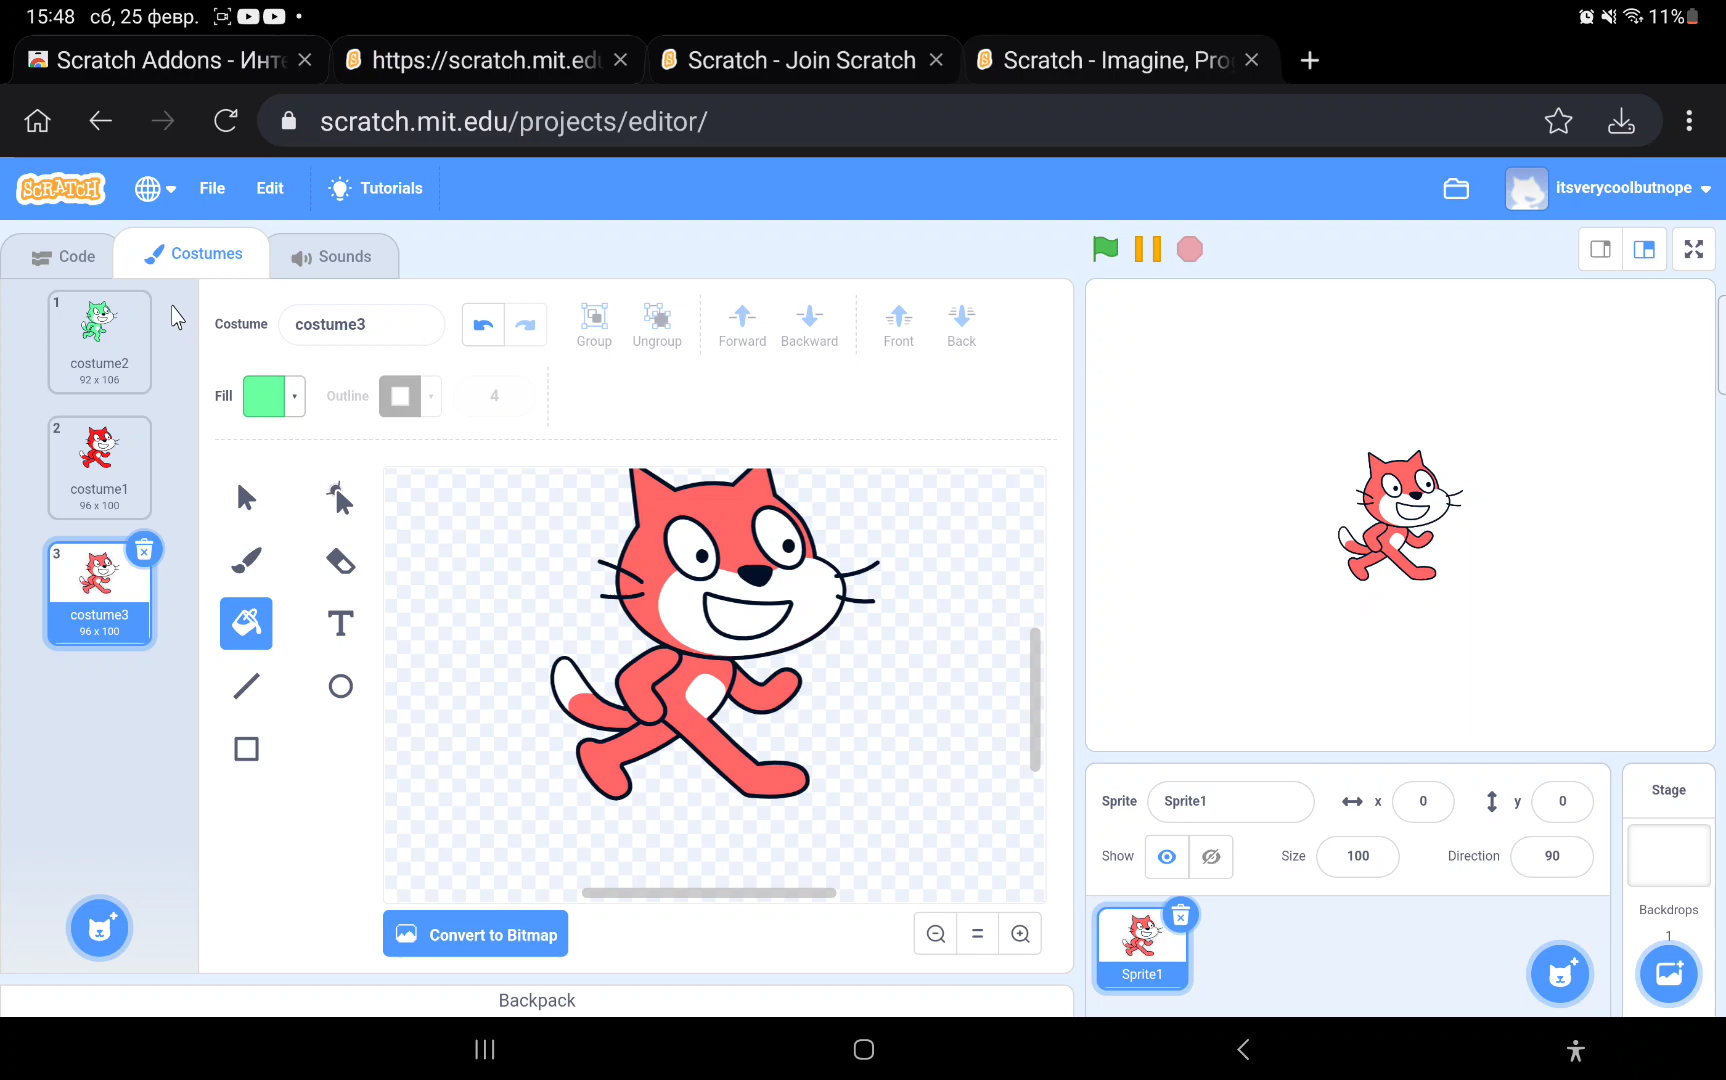 15:48 сб, 25 февр. •
11%
Scratch Addons - Инте
https://scratch.mit.edu
Scratch - Join Scratch
Scratch - Imagine, Pro
scratch.mit.edu/projects/editor/
SCRATCH
File
Edit
Tutorials
itsverycoolbutnope
Code
Costumes
Sounds
1
costume2
92 x 106
2
costume1
96 x 100
3
costume3
96 x 100
Costume
costume3
Group
Ungroup
Forward
Backward
Front
Back
Fill
Outline
4
Convert to Bitmap
Backpack
Sprite
Sprite1
x
0
y
0
Show
Size
100
Direction
90
Sprite1
Stage
Backdrops
1